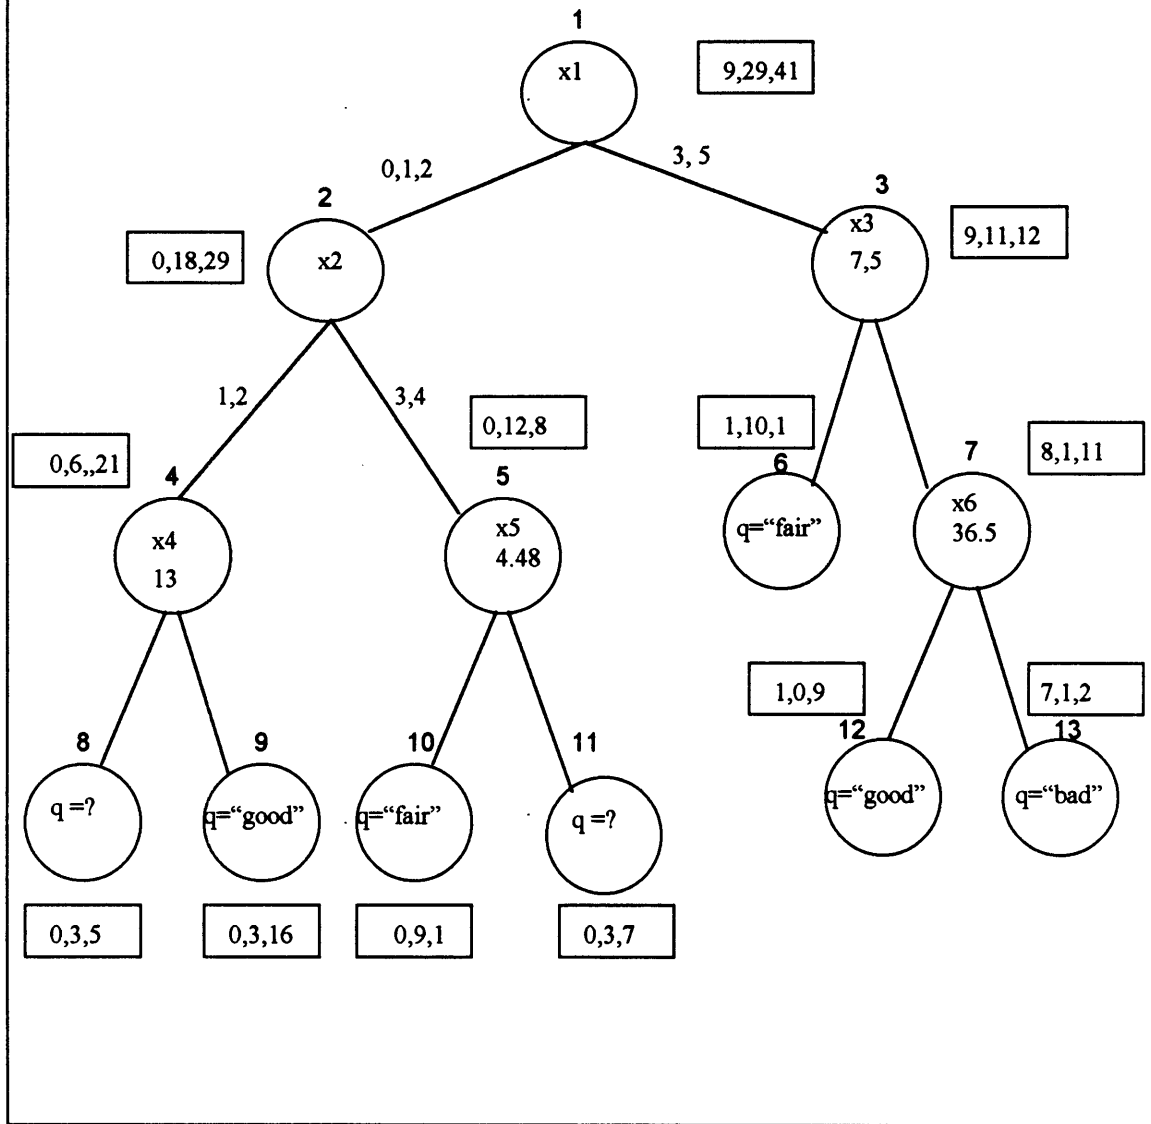 1
x1
9,29,41
0,1,2
3, 5
2
3
x2
0,18,29
x3
7,5
9,11,12
1,2
3,4
0,12,8
1,10,1
8,1,11
0,6,,21
4
5
6
7
x4
13
x5
4.48
q=“fair”
x6
36.5
1,0,9
7,1,2
8
9
10
11
12
13
q =?
q=“good”
q=“fair”
q =?
q=“good”
q=“bad”
0,3,5
0,3,16
0,9,1
0,3,7